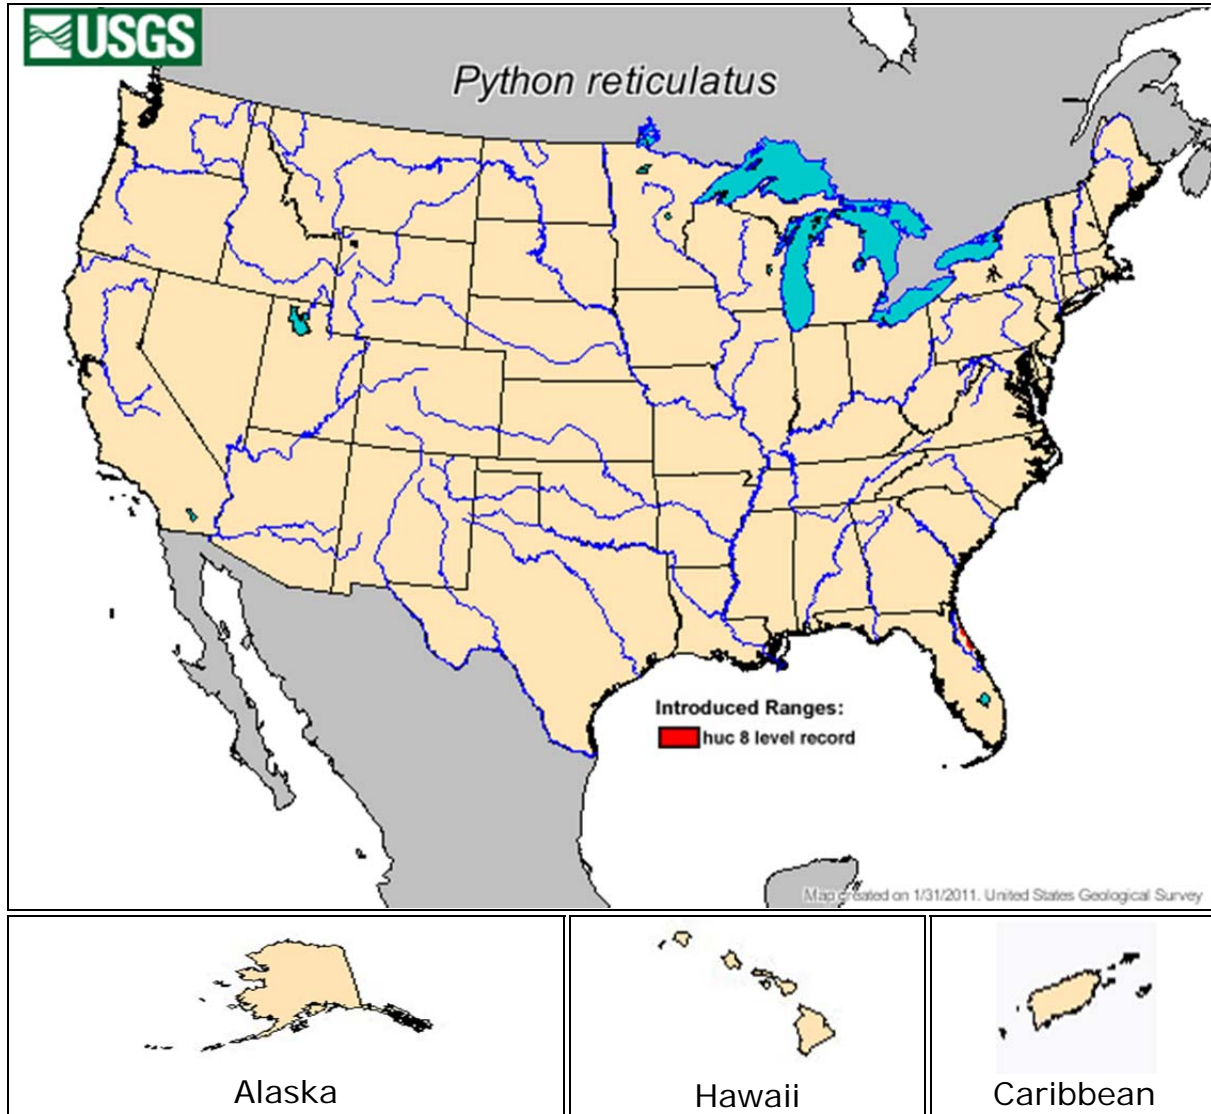 USGS
Python reticulatus
Introduced Ranges:
huc 8 level record
Map created on 1/31/2011. United States Geological Survey
Alaska
Hawaii
Caribbean